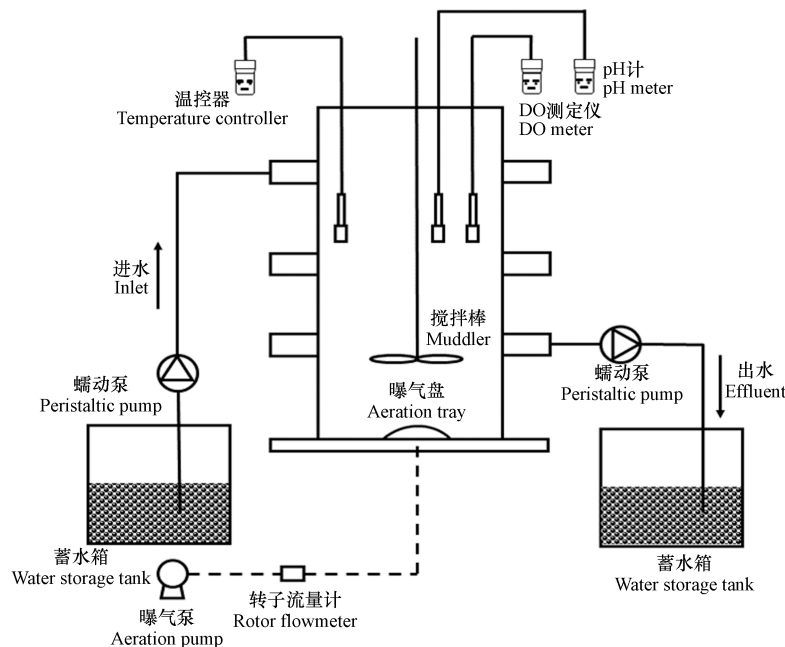 温控器
Temperature controller
pH计
pH meter
DO测定仪
DO meter
进水
Inlet
搅拌棒
Muddler
蠕动泵
Peristaltic pump
曝气盘
Aeration tray
蠕动泵
Peristaltic pump
出水
Effluent
蓄水箱
Water storage tank
曝气泵
Aeration pump
转子流量计
Rotor flowmeter
蓄水箱
Water storage tank